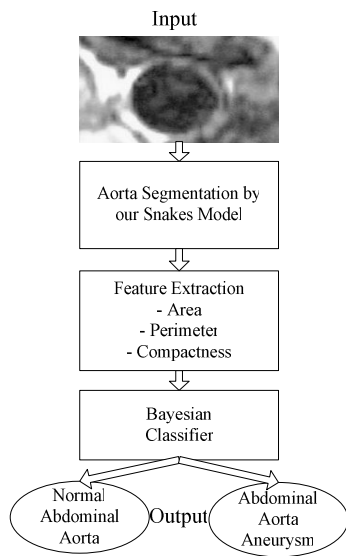 Input
Aorta Segmentation by
our Snakes Model
Feature Extraction
- Area
- Perimeter
- Compactness
Bayesian
Classifier
Normal
Abdominal
Aorta
Output
Abdominal
Aorta
Aneurysm